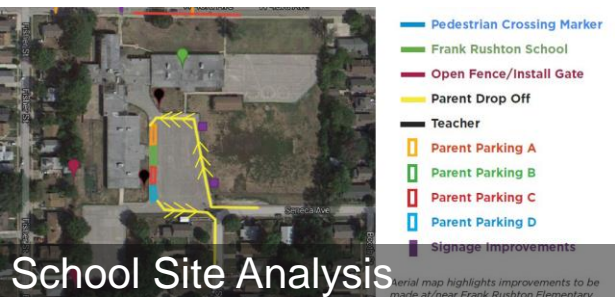 Pedestrian Crossing Marker
Frank Rushton School
Open Fence/Install Gate
Parent Drop Off
Teacher
Parent Parking A
Parent Parking B
Parent Parking C
Parent Parking D
Signage Improvements
Seneca Ave
School Site Analysis
Aerial map highlights improvements to be
made at/near Frank Rushton Elementary